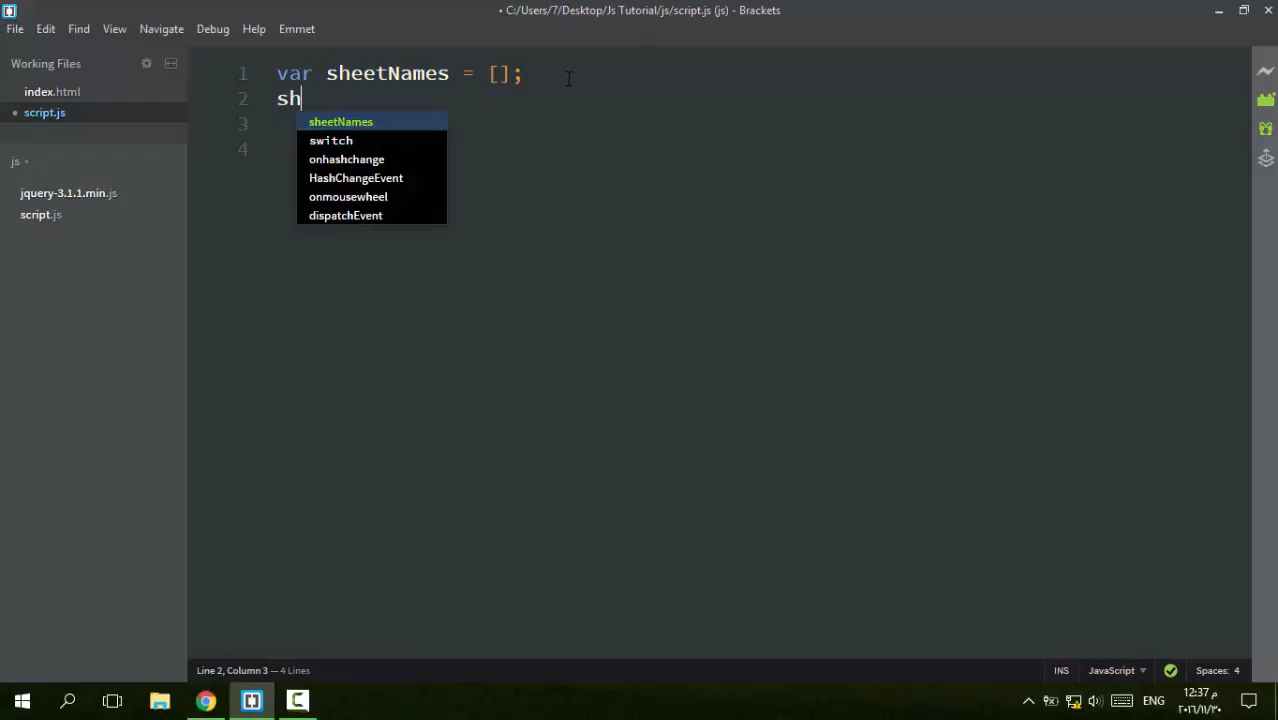 • C:/Users/7/Desktop/Js Tutorial/js/script.js (js) - Brackets
File Edit Find View Navigate Debug Help Emmet
Working Files
index.html
• script.js
js
jquery-3.1.1.min.js
script.js
1 var sheetNames = [];
2 sh
3
4
sheetNames
switch
onhashchange
HashChangeEvent
onmousewheel
dispatchEvent
Line 2, Column 3 — 4 Lines
INS JavaScript Spaces: 4
ENG
12:37 م
٢٠١٦/١١/٣٠